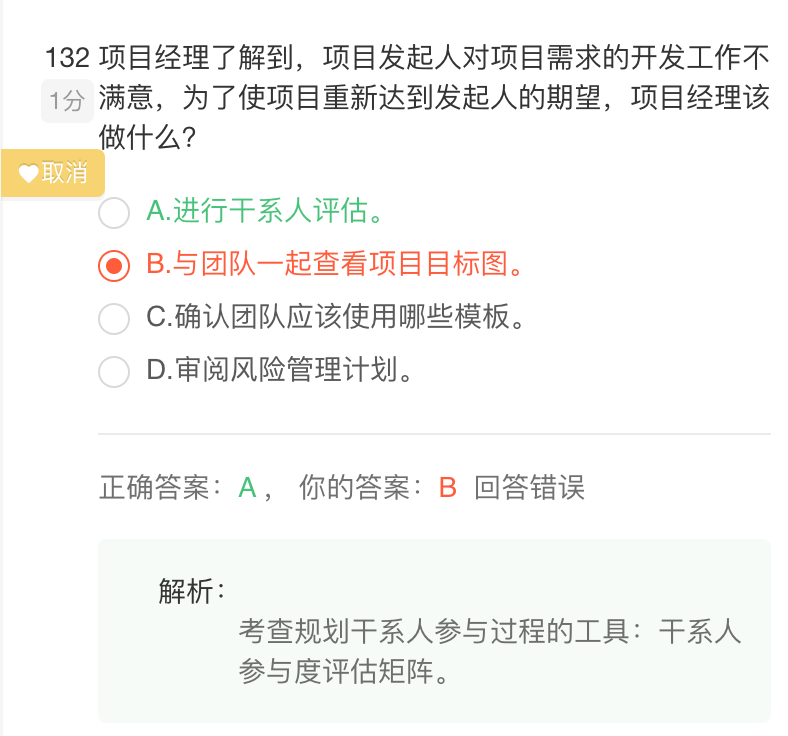 132 项目经理了解到，项目发起人对项目需求的开发工作不
1分 满意，为了使项目重新达到发起人的期望，项目经理该
做什么？
取消
A.进行干系人评估。
B.与团队一起查看项目目标图。
C.确认团队应该使用哪些模板。
D.审阅风险管理计划。
正确答案：A， 你的答案：B 回答错误
解析：
考查规划干系人参与过程的工具：干系人
参与度评估矩阵。